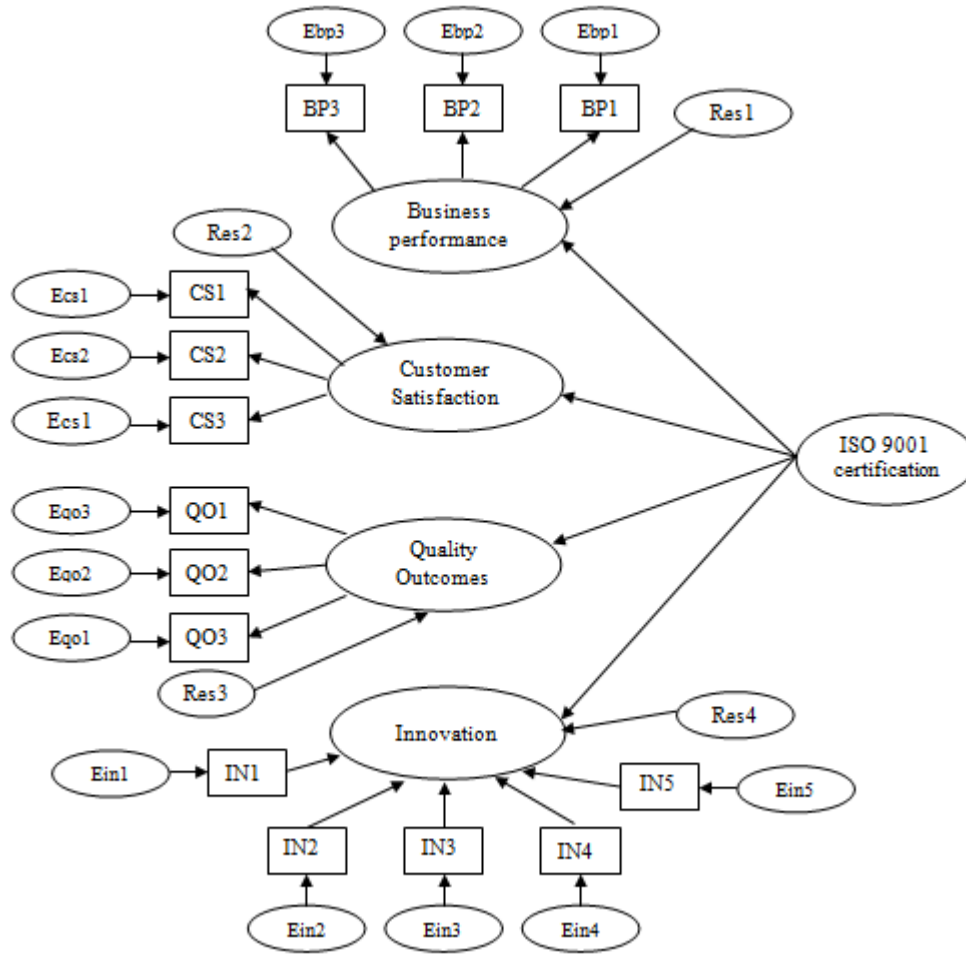 Ebp3
Ebp2
Ebp1
BP3
BP2
BP1
Res1
Business
performance
Res2
Ecs1
CS1
Ecs2
CS2
Customer
Satisfaction
Ecs1
CS3
ISO 9001
certification
Eqo3
QO1
Eqo2
QO2
Quality
Outcomes
Eqo1
QO3
Res3
Res4
Innovation
Ein1
IN1
IN5
Ein5
IN2
IN3
IN4
Ein2
Ein3
Ein4